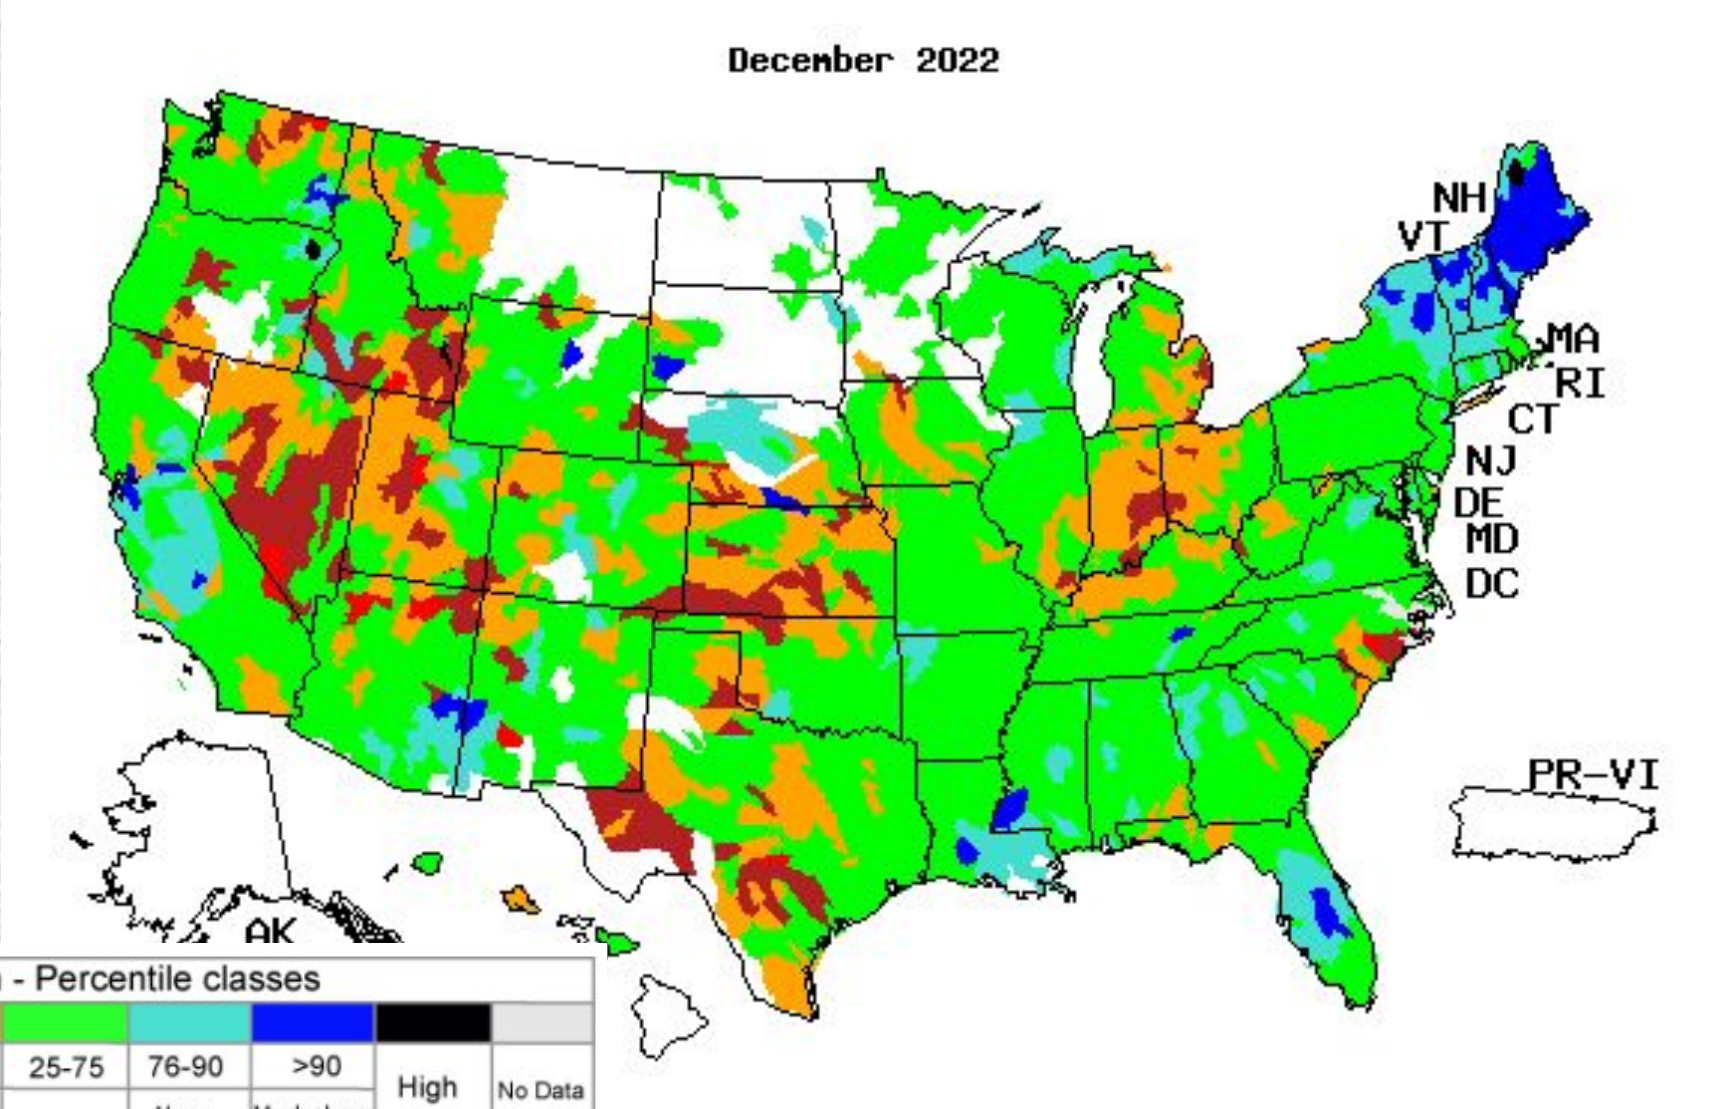 December 2022
NH
VT
MA
RI
CT
NJ
DE
MD
DC
PR-VI
AK
- Percentile classes
25-75 76-90 >90 High No Data